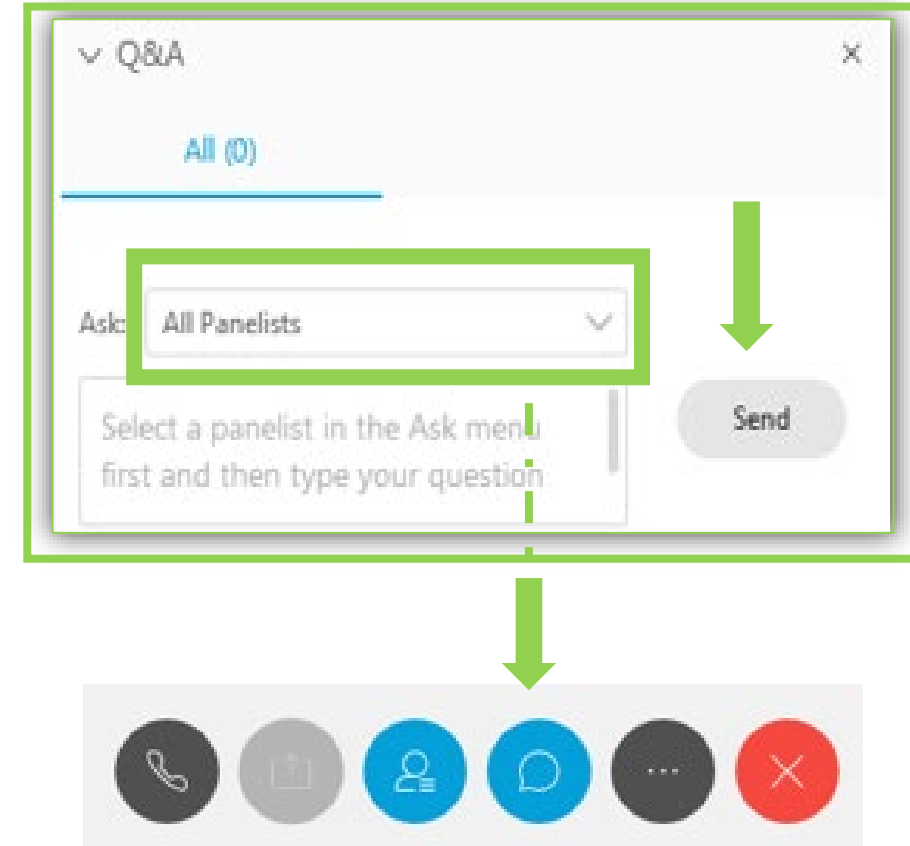 Q&A
All (0)
Ask: All Panelists
Select a panelist in the Ask menu
first and then type your question
Send